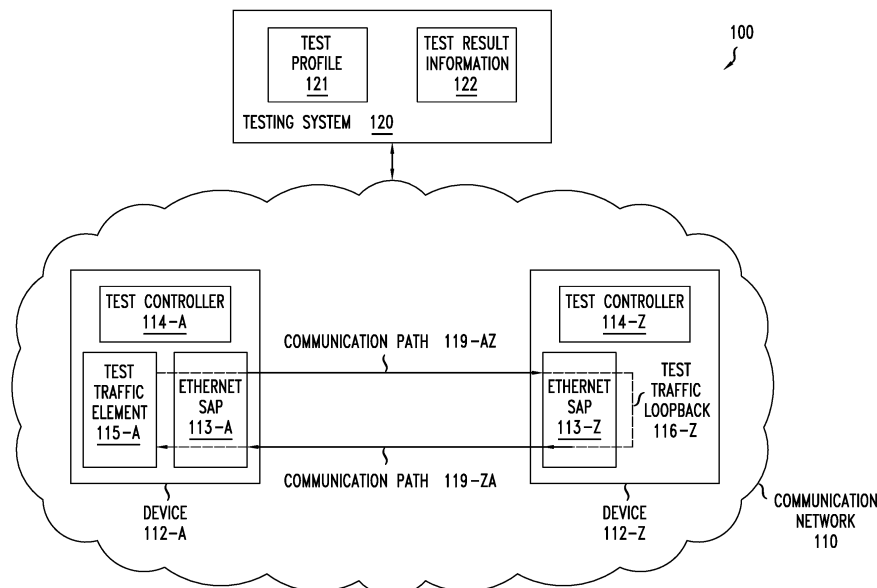 100
TEST
PROFILE
121
TEST RESULT
INFORMATION
122
TESTING SYSTEM 120
TEST CONTROLLER
114-A
TEST
TRAFFIC
ELEMENT
115-A
ETHERNET
SAP
113-A
DEVICE
112-A
COMMUNICATION PATH 119-AZ
COMMUNICATION PATH 119-ZA
TEST CONTROLLER
114-Z
ETHERNET
SAP
113-Z
TEST
TRAFFIC
LOOPBACK
116-Z
DEVICE
112-Z
COMMUNICATION
NETWORK
110